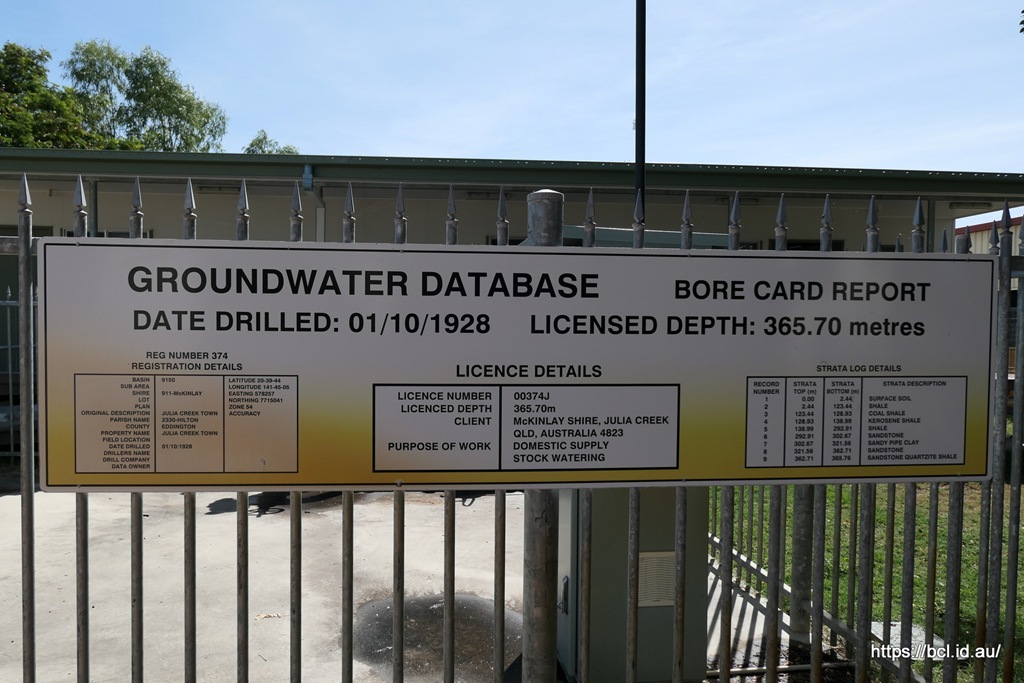 GROUNDWATER DATABASE BORE CARD REPORT
DATE DRILLED: 01/10/1928 LICENSED DEPTH: 365.70 metres
REG NUMBER 374
REGISTRATION DETAILS
BASIN 9150
SUB AREA
SHIRE 911-McKINLAY
LOT
PLAN
ORIGINAL DESCRIPTION JULIA CREEK TOWN
PARISH NAME 2330-HILTON
COUNTY EDDINGTON
PROPERTY NAME JULIA CREEK TOWN
FIELD LOCATION
DATE DRILLED 01/10/1928
DRILLERS NAME
DRILL COMPANY
DATA OWNER
LATITUDE 20-39-44
LONGITUDE 141-45-05
EASTING 578257
NORTHING 7715041
ZONE 54
ACCURACY
LICENCE DETAILS
LICENCE NUMBER 00374J
LICENCED DEPTH 365.70m
CLIENT McKINLAY SHIRE, JULIA CREEK
QLD, AUSTRALIA 4823
PURPOSE OF WORK DOMESTIC SUPPLY
STOCK WATERING
STRATA LOG DETAILS
RECORD NUMBER STRATA TOP (m) STRATA BOTTOM (m) STRATA DESCRIPTION
1 0.00 2.44 SURFACE SOIL
2 2.44 123.44 SHALE
3 123.44 128.93 COAL SHALE
4 128.93 138.99 KEROSENE SHALE
5 138.99 292.91 SHALE
6 292.91 302.67 SANDSTONE
7 302.67 321.56 SANDY PIPE CLAY
8 321.56 362.71 SANDSTONE
9 362.71 365.76 SANDSTONE QUARTZITE SHALE
https://bcl.id.au/